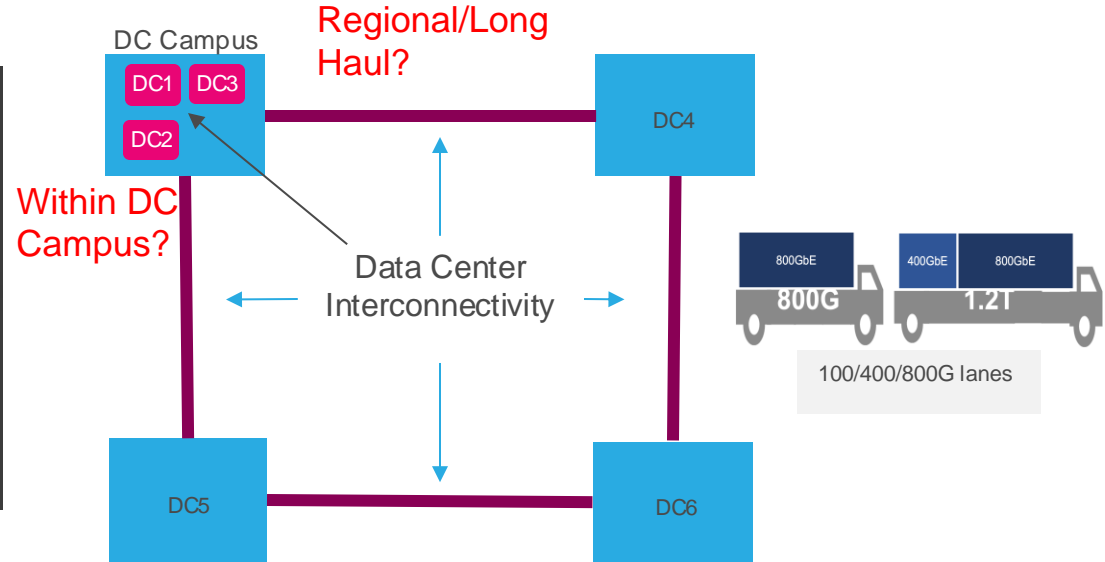 Regional/Long
Haul?
DC Campus
DC1
DC3
DC2
DC4
Within DC
Campus?
Data Center
Interconnectivity
800GbE
800G
400GbE
800GbE
1.2T
100/400/800G lanes
DC5
DC6